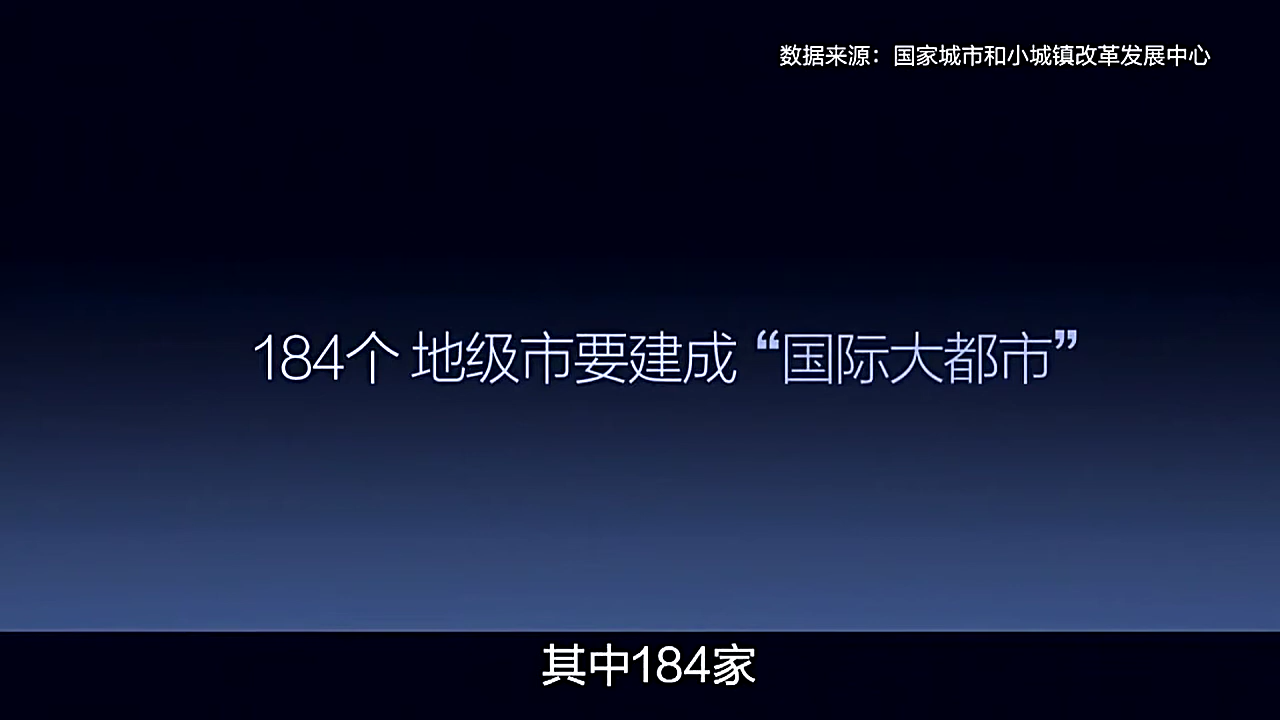 数据来源：国家城市和小城镇改革发展中心
184个 地级市要建成“国际大都市”
其中184家